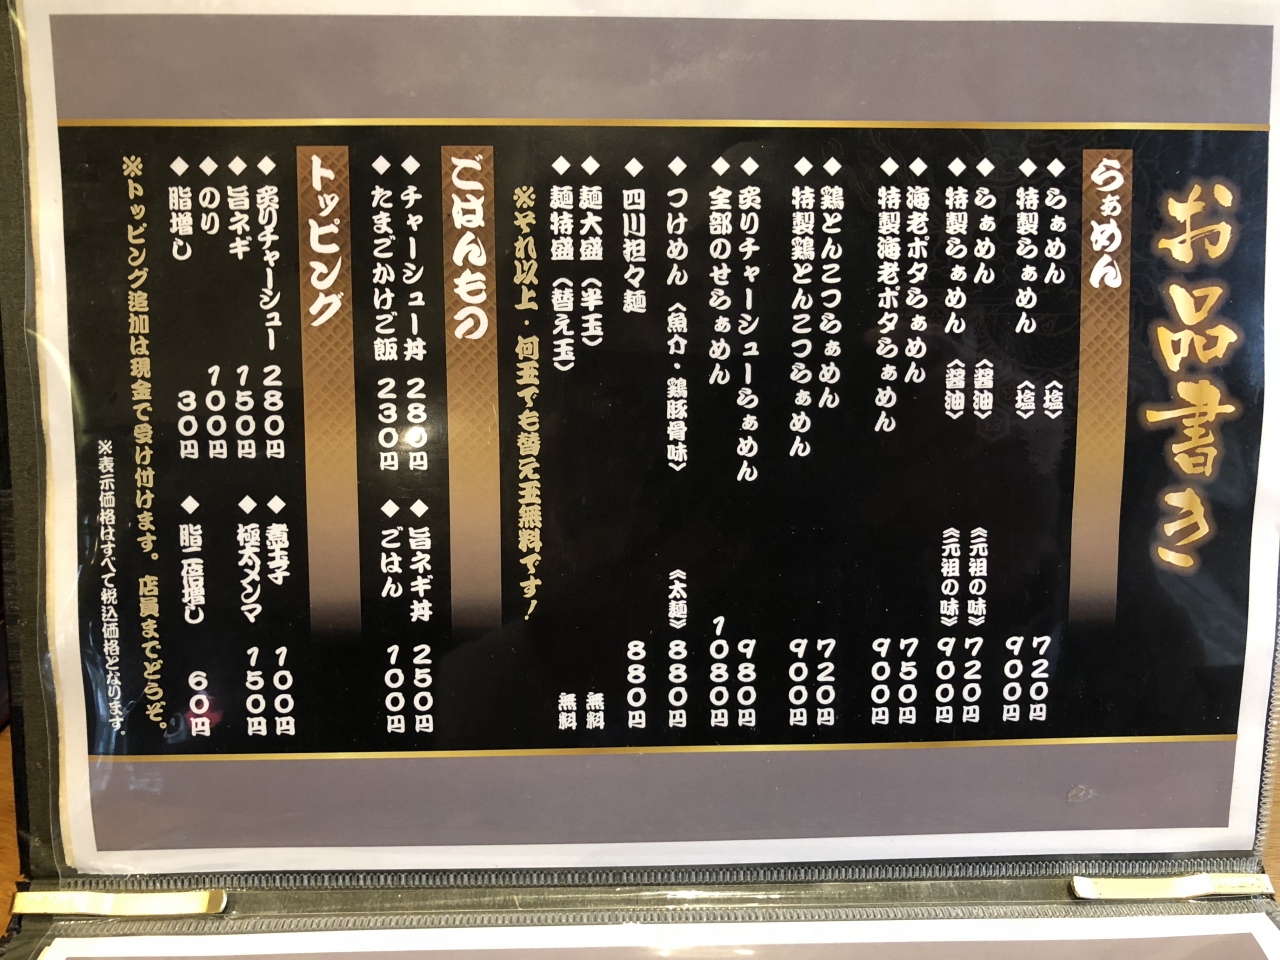 お品書き
らぁめん
◆らぁめん 《塩》 720円
◆特製らぁめん 《塩》 900円
◆らぁめん 《醤油》 《元祖の味》 720円
◆特製らぁめん 《醤油》 《元祖の味》 900円
◆海老ポタらぁめん 750円
◆特製海老ポタらぁめん 900円
◆鶏とんこつらぁめん 720円
◆特製鶏とんこつらぁめん 900円
◆炙りチャーシューらぁめん 980円
◆全部のせらぁめん 1080円
◆つけめん 《魚介・鶏豚骨味》 《太麺》 880円
◆四川担々麺 880円
◆麺大盛 《半玉》 無料
◆麺特盛 《替え玉》 無料
※それ以上・何玉でも替え玉無料です!
ごはんもの
◆チャーシュー丼 280円 ◆旨ネギ丼 250円
◆たまごかけご飯 230円 ◆ごはん 100円
トッピング
◆炙りチャーシュー 280円 ◆煮玉子 100円
◆旨ネギ 150円 ◆極太メンマ 150円
◆のり 100円
◆脂増し 30円 ◆脂二倍増し 60円
※トッピング追加は現金で受け付けます。店員までどうぞ。
※表示価格はすべて税込価格となります。